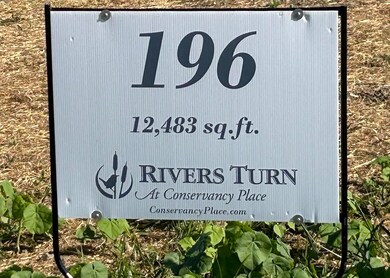 196
12,483 sq.ft.
RIVERS TURN
At Conservancy Place
ConservancyPlace.com